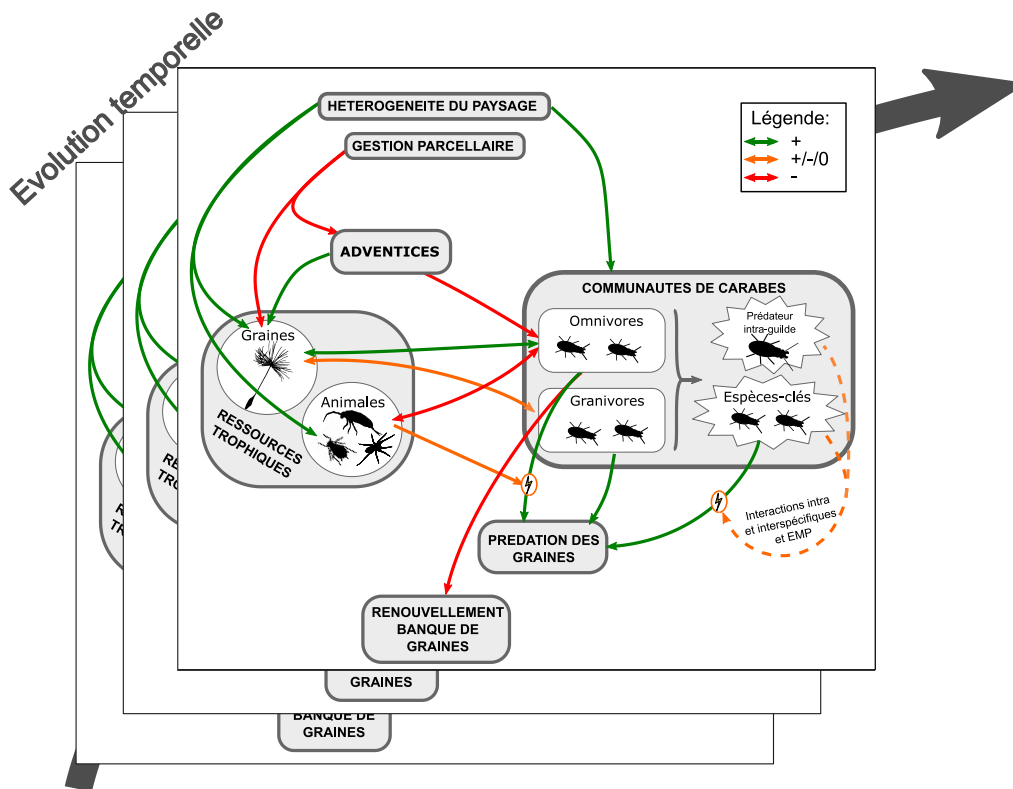 Evolution temporelle
HETEROGENEITE DU PAYSAGE
GESTION PARCELLAIRE
Légende:
+
+/-/0
-
ADVENTICES
COMMUNAUTES DE CARABES
Omnivores
Prédateur
intra-guilde
Graines
Granivores
Espèces-clés
Animales
RESSOURCES
TROPHIQUES
Interactions intra
et interspécifiques
et EMP
PREDATION DES
GRAINES
RENOUVELLEMENT
BANQUE DE
GRAINES
GRAINES
BANQUE DE
GRAINES